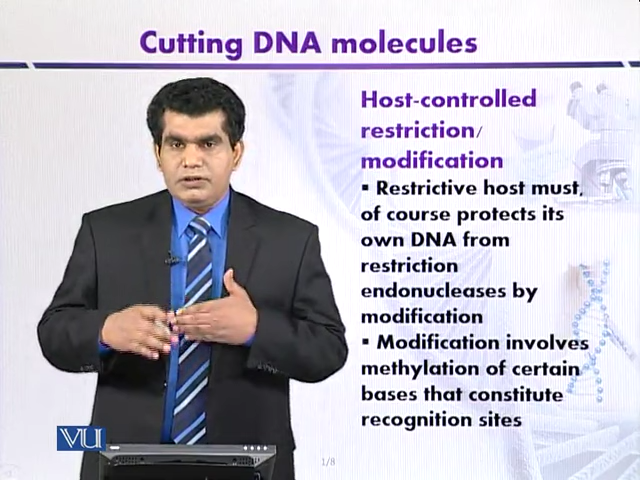 Cutting DNA molecules
Host-controlled
restriction/
modification
▪ Restrictive host must,
of course protects its
own DNA from
restriction
endonucleases by
modification
▪ Modification involves
methylation of certain
bases that constitute
recognition sites
VU
1/8